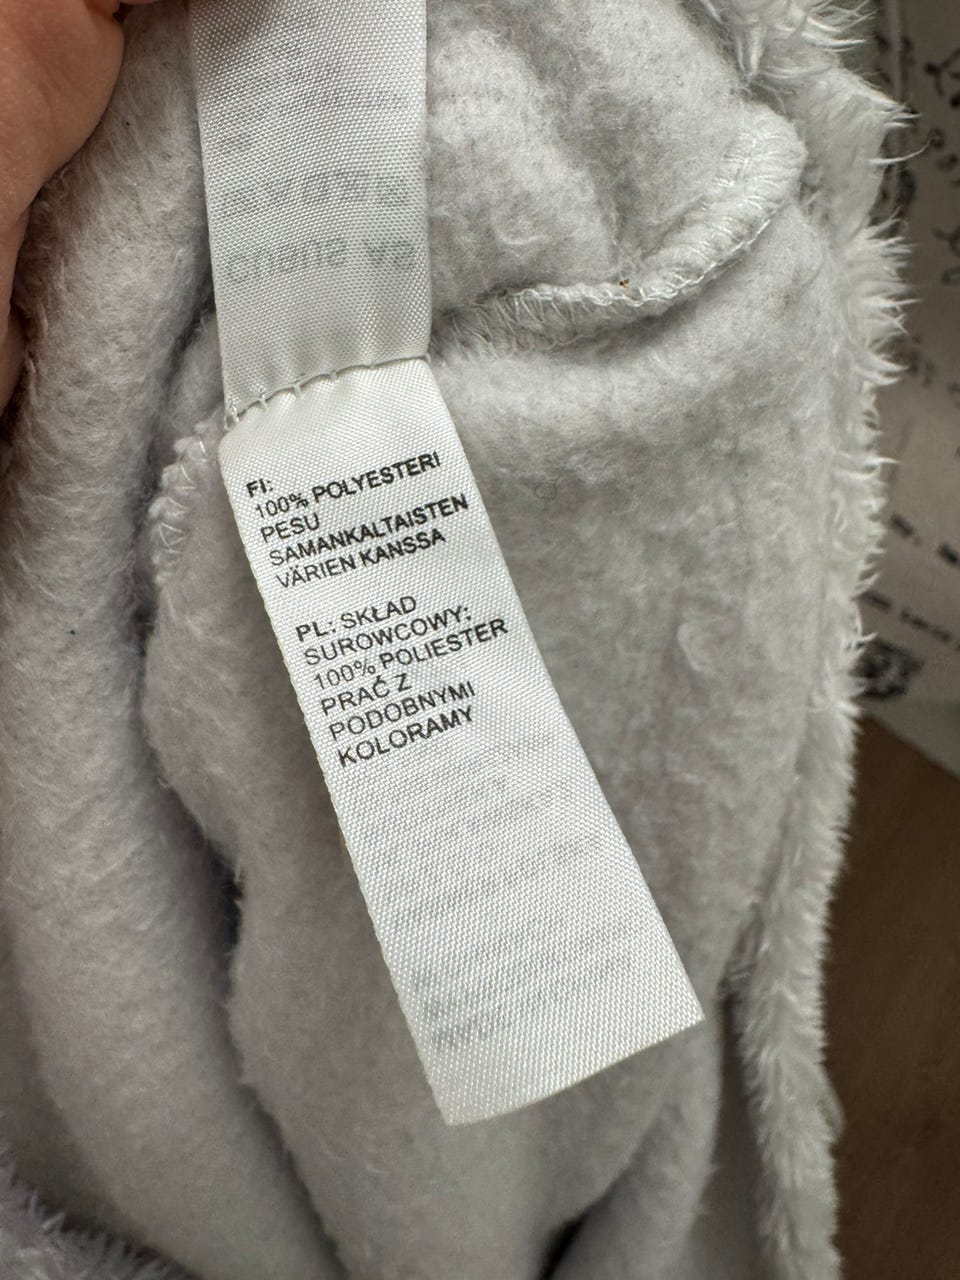 FI:
100% POLYESTERI
PESU
SAMANKALTAISTEN
VÄRIEN KANSSA
PL: SKŁAD
SUROWCOWY:
100% POLIESTER
PRAĆ Z
PODOBNYMI
KOLORAMY